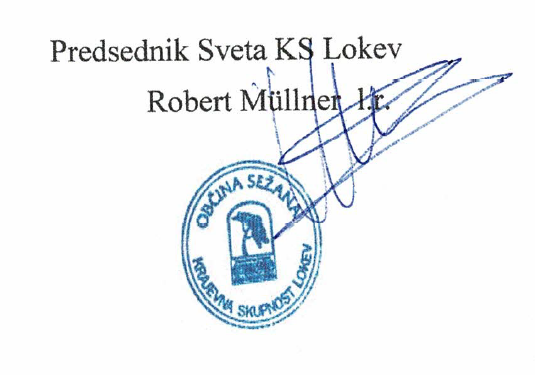 Predsednik Sveta KS Lokev
Robert Müllner l.r.
OBČINA SEŽANA
KRAJEVNA SKUPNOST LOKEV